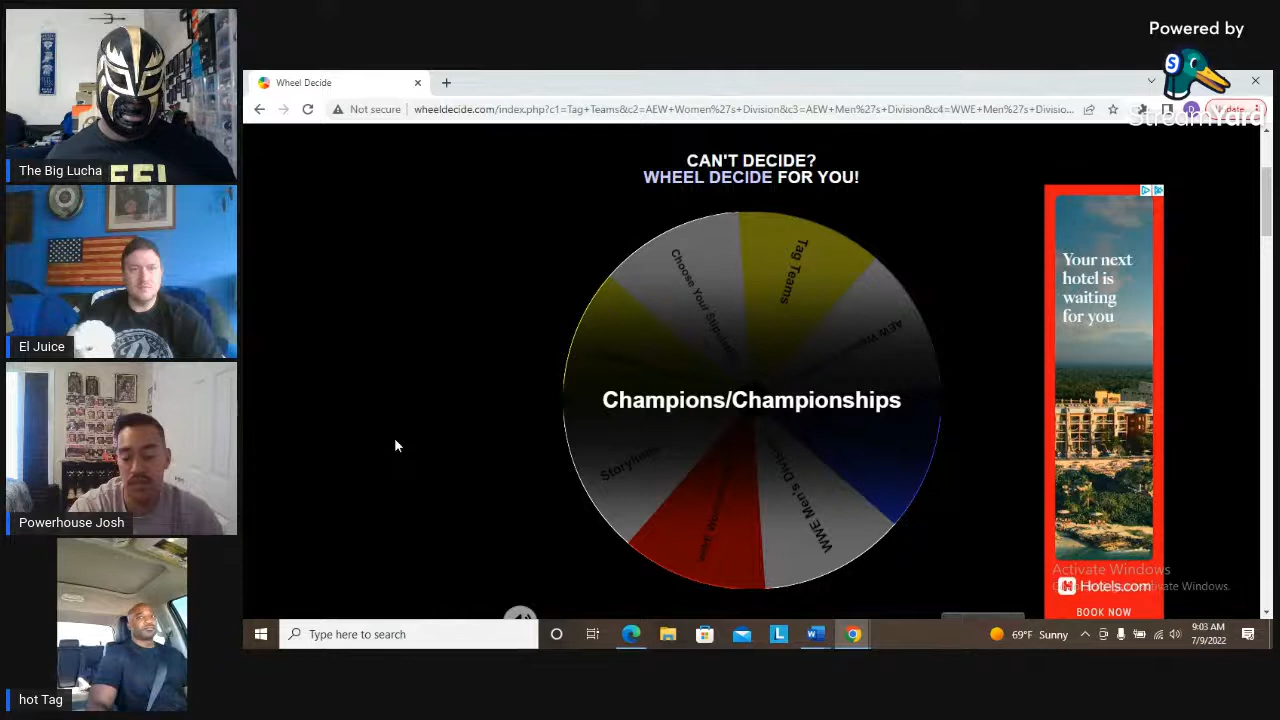 Powered by
StreamYard
The Big Lucha
El Juice
Powerhouse Josh
hot Tag
Wheel Decide
Not secure
wheeldecide.com/index.php?c1=Tag+Teams&c2=AEW+Women%27s+Division&c3=AEW+Men%27s+Division&c4=WWE+Men%27s+Divisio...
CAN'T DECIDE?
WHEEL DECIDE FOR YOU!
Tag Teams
Choose Your
AEW
Champions/Championships
Storylines
WWE Men's Division
Your next
hotel is
waiting
for you
Activate Windows
Activate Windows.
Hotels.com
BOOK NOW
Type here to search
69°F Sunny
9:03 AM
7/9/2022